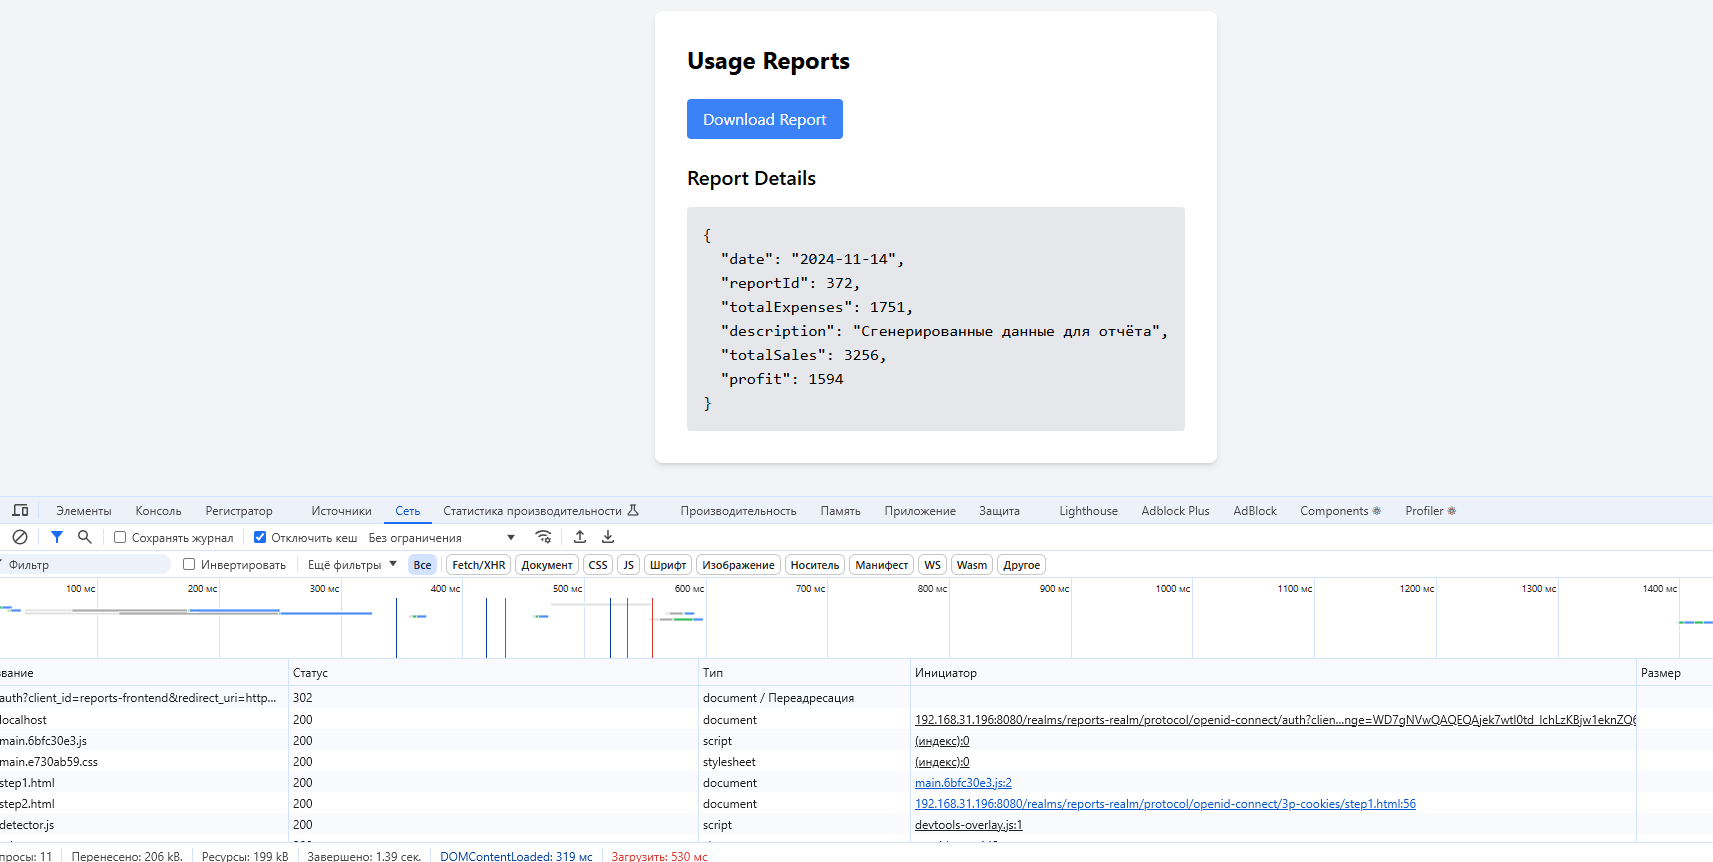 Usage Reports
Download Report
Report Details
{
"date": "2024-11-14",
"reportId": 372,
"totalExpenses": 1751,
"description": "Сгенерированные данные для отчёта",
"totalSales": 3256,
"profit": 1594
}
Элементы Консоль Регистратор Источники Сеть Статистика производительности Производительность Память Приложение Защита Lighthouse Adblock Plus AdBlock Components Profiler
Сохранять журнал Отключить кеш Без ограничения
Фильтр Инвертировать Ещё фильтры Все Fetch/XHR Документ CSS JS Шрифт Изображение Носитель Манифест WS Wasm Другое
100 мс 200 мс 300 мс 400 мс 500 мс 600 мс 700 мс 800 мс 900 мс 1000 мс 1100 мс 1200 мс 1300 мс 1400 мс
звание Статус Тип Инициатор Размер
auth?client_id=reports-frontend&redirect_uri=http... 302 document / Переадресация
localhost 200 document 192.168.31.196:8080/realms/reports-realm/protocol/openid-connect/auth?clien...nge=WD7gNVwQAQEQAjek7wtl0td_lchLzKBjw1eknZQ6
main.6bfc30e3.js 200 script (индекс):0
main.e730ab59.css 200 stylesheet (индекс):0
step1.html 200 document main.6bfc30e3.js:2
step2.html 200 document 192.168.31.196:8080/realms/reports-realm/protocol/openid-connect/3p-cookies/step1.html:56
detector.js 200 script devtools-overlay.js:1
просы: 11 Перенесено: 206 kB. Ресурсы: 199 kB Завершено: 1.39 сек. DOMContentLoaded: 319 мс Загрузить: 530 мс